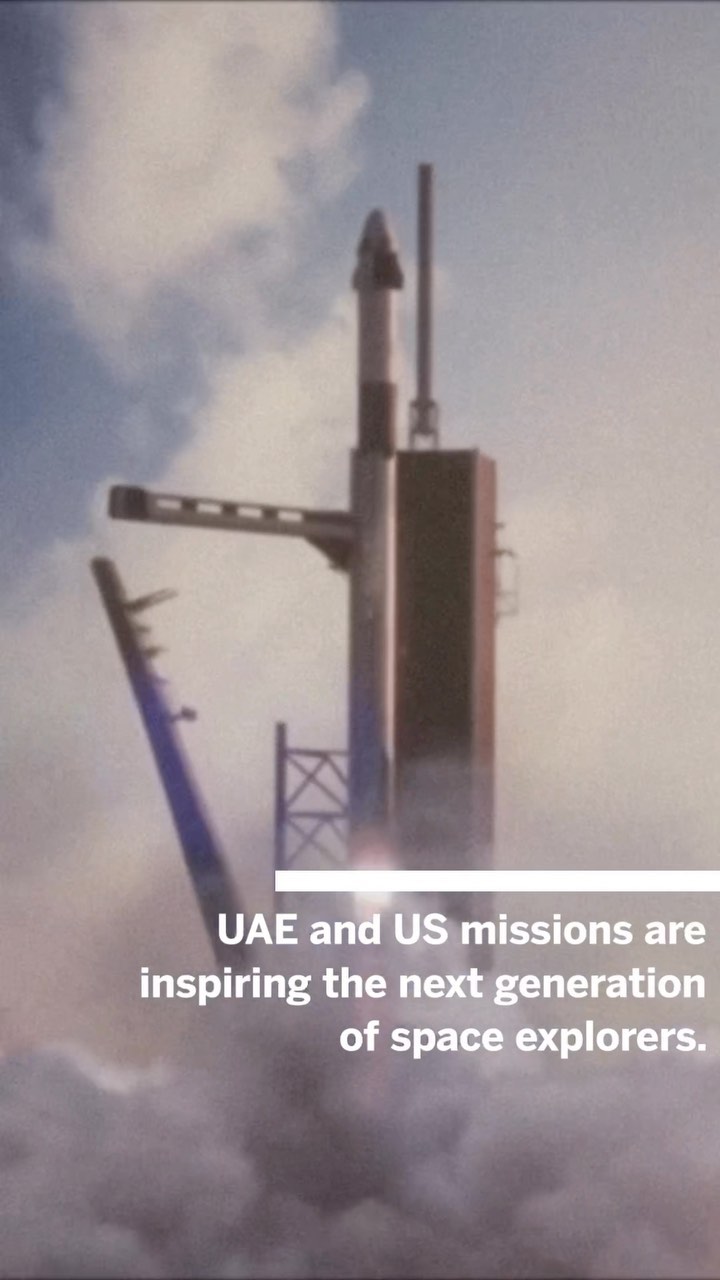 UAE and US missions are
inspiring the next generation
of space explorers.